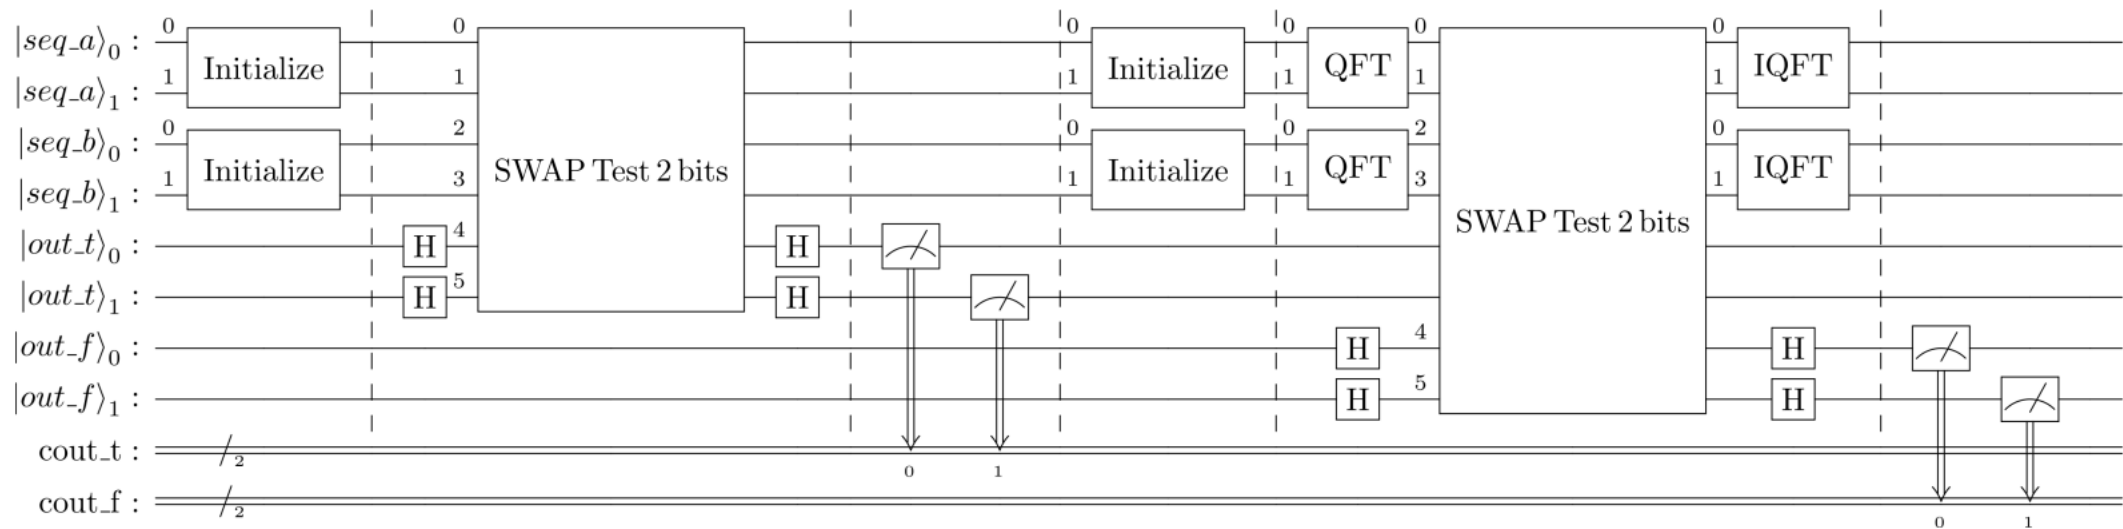 0 0 0 0 0 0
|seq_a⟩₀ : Initialize QFT IQFT
1 1 1 1 1 1
|seq_a⟩₁ :
0 2 0 0 2 0
|seq_b⟩₀ : Initialize SWAP Test 2 bits Initialize QFT IQFT
1 3 1 1 3 1
|seq_b⟩₁ :
SWAP Test 2 bits
4
|out_t⟩₀ : H H
5
|out_t⟩₁ : H H
4
|out_f⟩₀ : H H
5
|out_f⟩₁ : H H
cout_t : 2
0 1
cout_f : 2
0 1